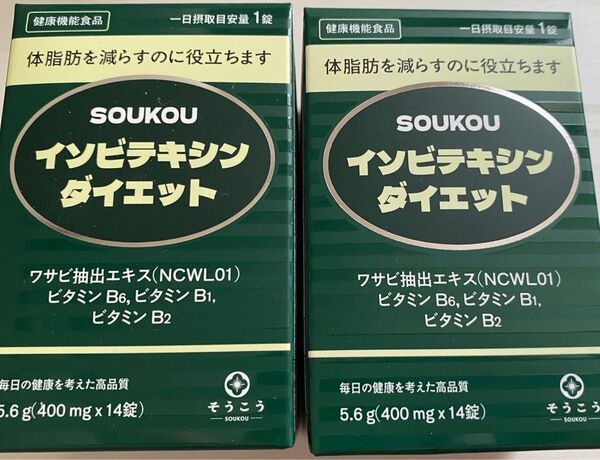 健康機能食品
一日摂取目安量 1錠
体脂肪を減らすのに役立ちます
SOUKOU
イソビテキシン
ダイエット
ワサビ抽出エキス(NCWL01)
ビタミン B6, ビタミン B1,
ビタミン B2
毎日の健康を考えた高品質
5.6 g(400 mg x 14錠)
そうこう
SOUKOU
健康機能食品
一日摂取目安量 1錠
体脂肪を減らすのに役立ちます
SOUKOU
イソビテキシン
ダイエット
ワサビ抽出エキス(NCWL01)
ビタミン B6, ビタミン B1,
ビタミン B2
毎日の健康を考えた高品質
5.6 g(400 mg x 14錠)
そうこう
SOUKOU